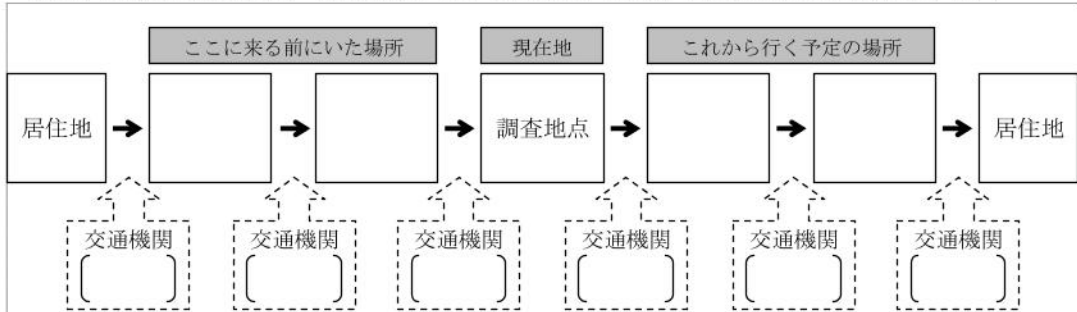 ここに来る前にいた場所
現在地
これから行く予定の場所
居住地
調査地点
居住地
交通機関
交通機関
交通機関
交通機関
交通機関
交通機関